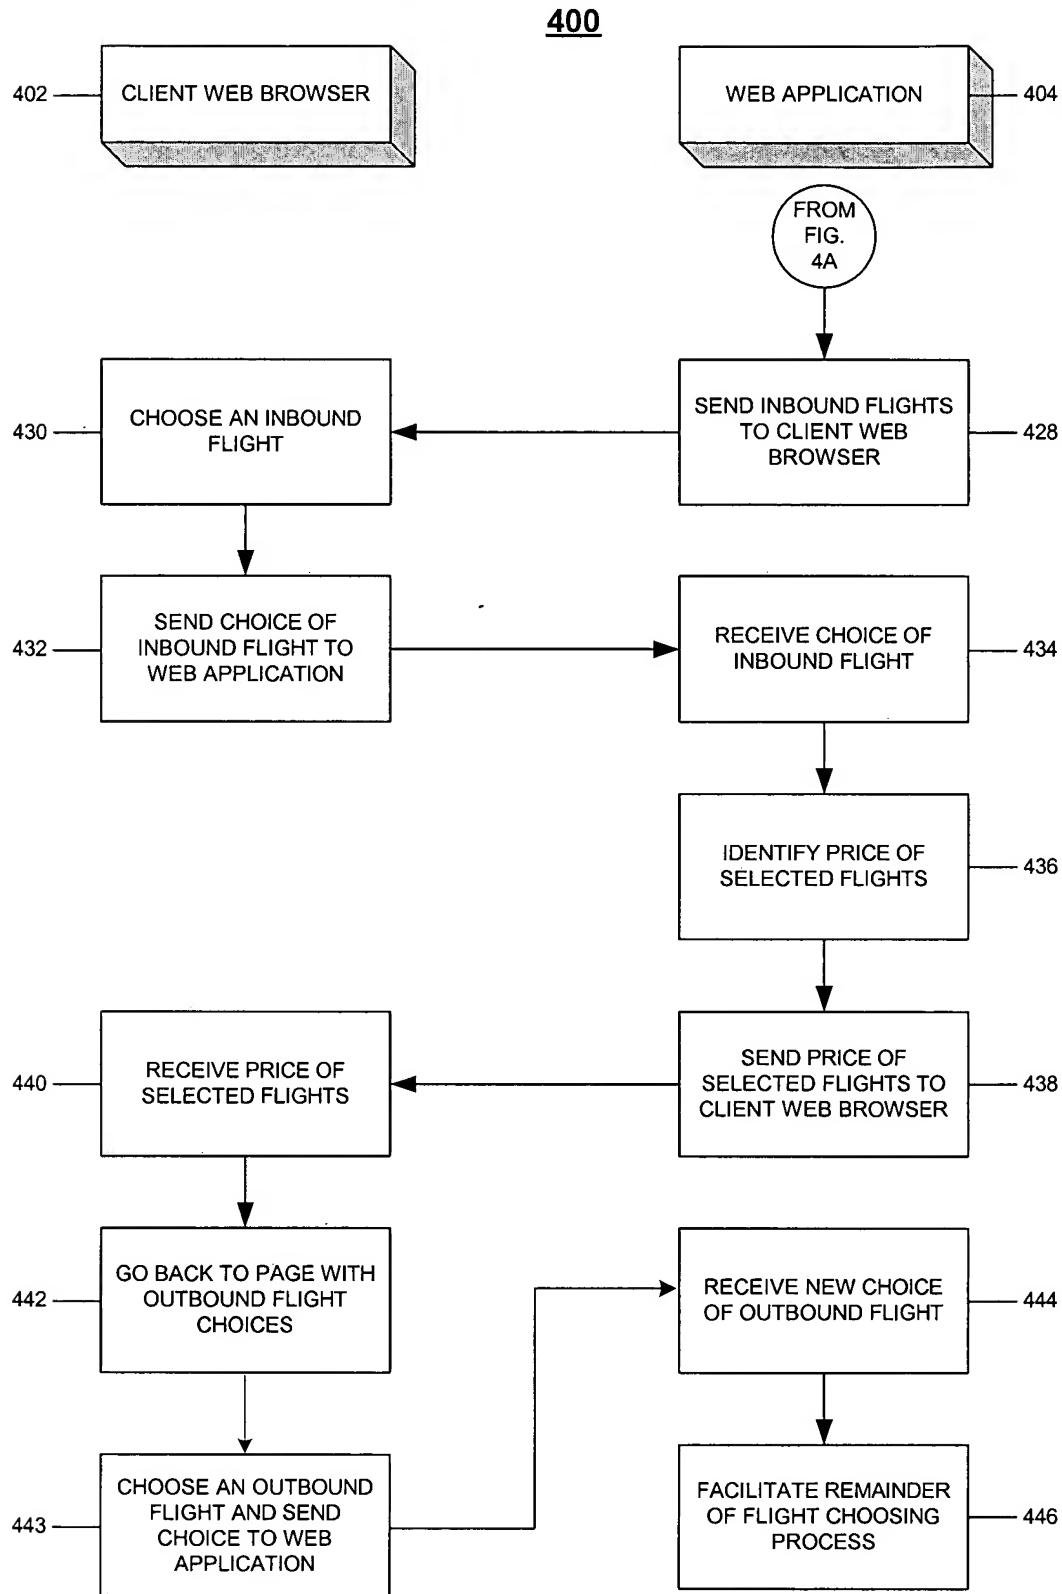 400
402
CLIENT WEB BROWSER
WEB APPLICATION
404
FROM
FIG.
4A
430
CHOOSE AN INBOUND
FLIGHT
SEND INBOUND FLIGHTS
TO CLIENT WEB
BROWSER
428
432
SEND CHOICE OF
INBOUND FLIGHT TO
WEB APPLICATION
RECEIVE CHOICE OF
INBOUND FLIGHT
434
IDENTIFY PRICE OF
SELECTED FLIGHTS
436
440
RECEIVE PRICE OF
SELECTED FLIGHTS
SEND PRICE OF
SELECTED FLIGHTS TO
CLIENT WEB BROWSER
438
442
GO BACK TO PAGE WITH
OUTBOUND FLIGHT
CHOICES
RECEIVE NEW CHOICE
OF OUTBOUND FLIGHT
444
443
CHOOSE AN OUTBOUND
FLIGHT AND SEND
CHOICE TO WEB
APPLICATION
FACILITATE REMAINDER
OF FLIGHT CHOOSING
PROCESS
446